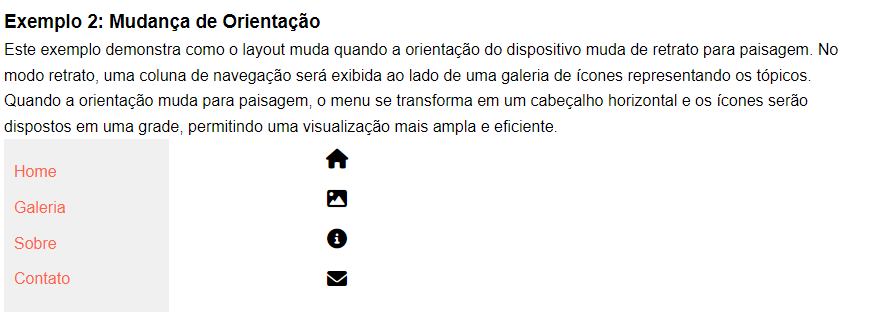 Exemplo 2: Mudança de Orientação
Este exemplo demonstra como o layout muda quando a orientação do dispositivo muda de retrato para paisagem. No
modo retrato, uma coluna de navegação será exibida ao lado de uma galeria de ícones representando os tópicos.
Quando a orientação muda para paisagem, o menu se transforma em um cabeçalho horizontal e os ícones serão
dispostos em uma grade, permitindo uma visualização mais ampla e eficiente.
Home
Galeria
Sobre
Contato